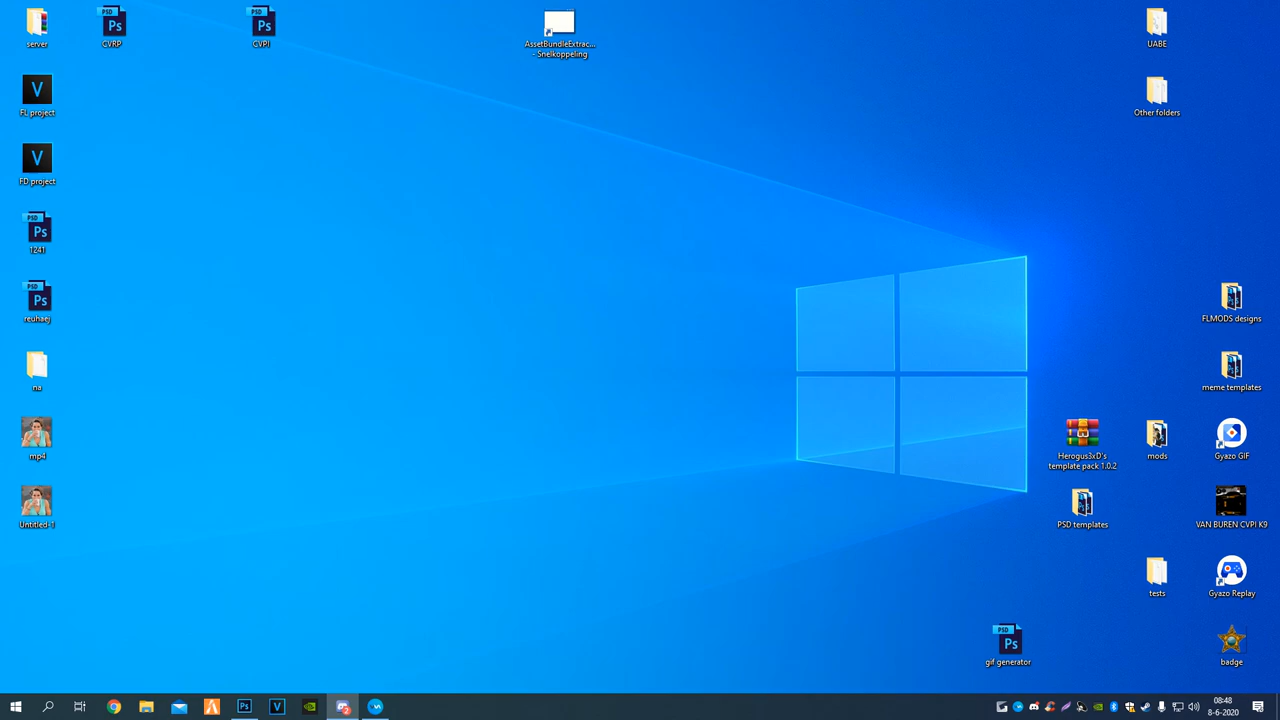 server
CVRP
CVPI
AssetBundleExtrac...
- Snelkoppeling
UABE
FL project
Other folders
FD project
1241
reuhaej
FLMODS designs
na
meme templates
mp4
Herogus3xD's
template pack 1.0.2
mods
Gyazo GIF
Untitled-1
PSD templates
VAN BUREN CVPI K9
tests
Gyazo Replay
gif generator
badge
08:48
8-6-2020